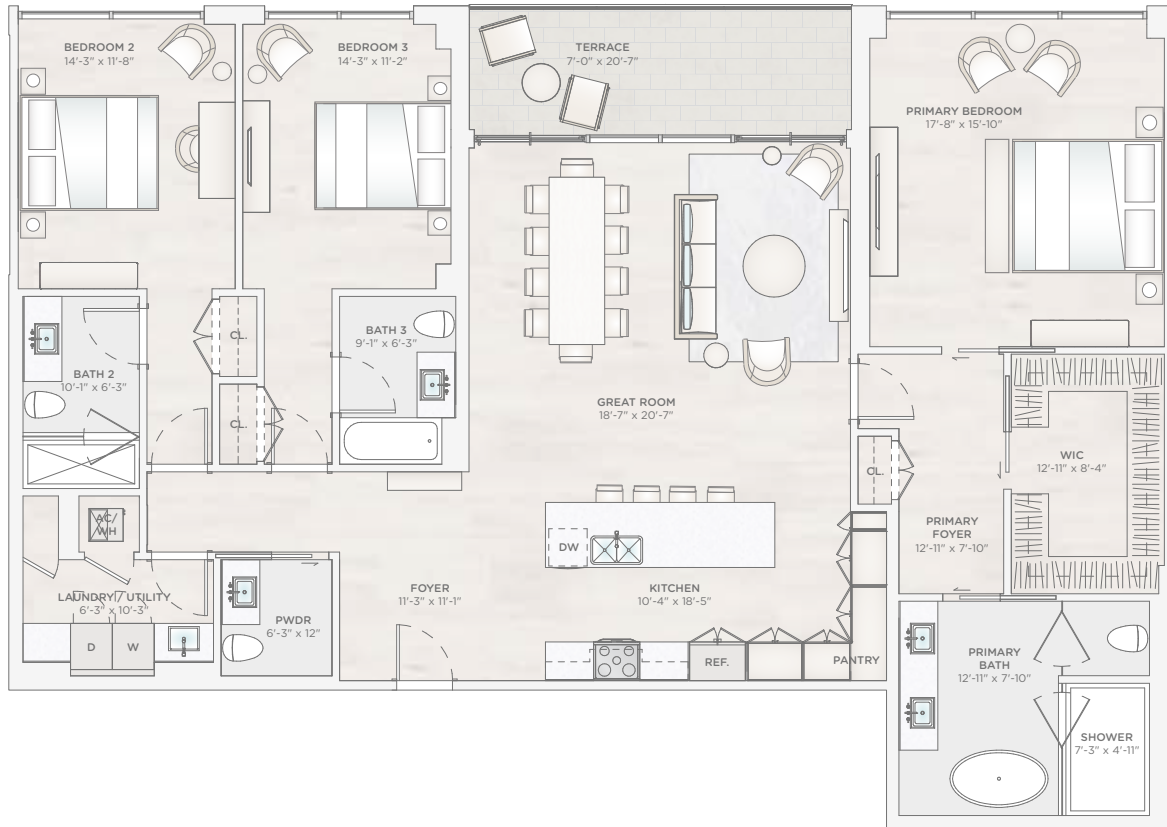 BEDROOM 2
14'-3" x 11'-8"
BEDROOM 3
14'-3" x 11'-2"
TERRACE
7'-0" x 20'-7"
PRIMARY BEDROOM
17'-8" x 15'-10"
CL.
BATH 3
9'-1" x 6'-3"
BATH 2
10'-1" x 6'-3"
CL.
GREAT ROOM
18'-7" x 20'-7"
CL.
WIC
12'-11" x 8'-4"
AC/
WH
DW
PRIMARY
FOYER
12'-11" x 7'-10"
LAUNDRY / UTILITY
6'-3" x 10'-3"
FOYER
11'-3" x 11'-1"
KITCHEN
10'-4" x 18'-5"
PWDR
6'-3" x 12"
D
W
REF.
PANTRY
PRIMARY
BATH
12'-11" x 7'-10"
SHOWER
7'-3" x 4'-11"